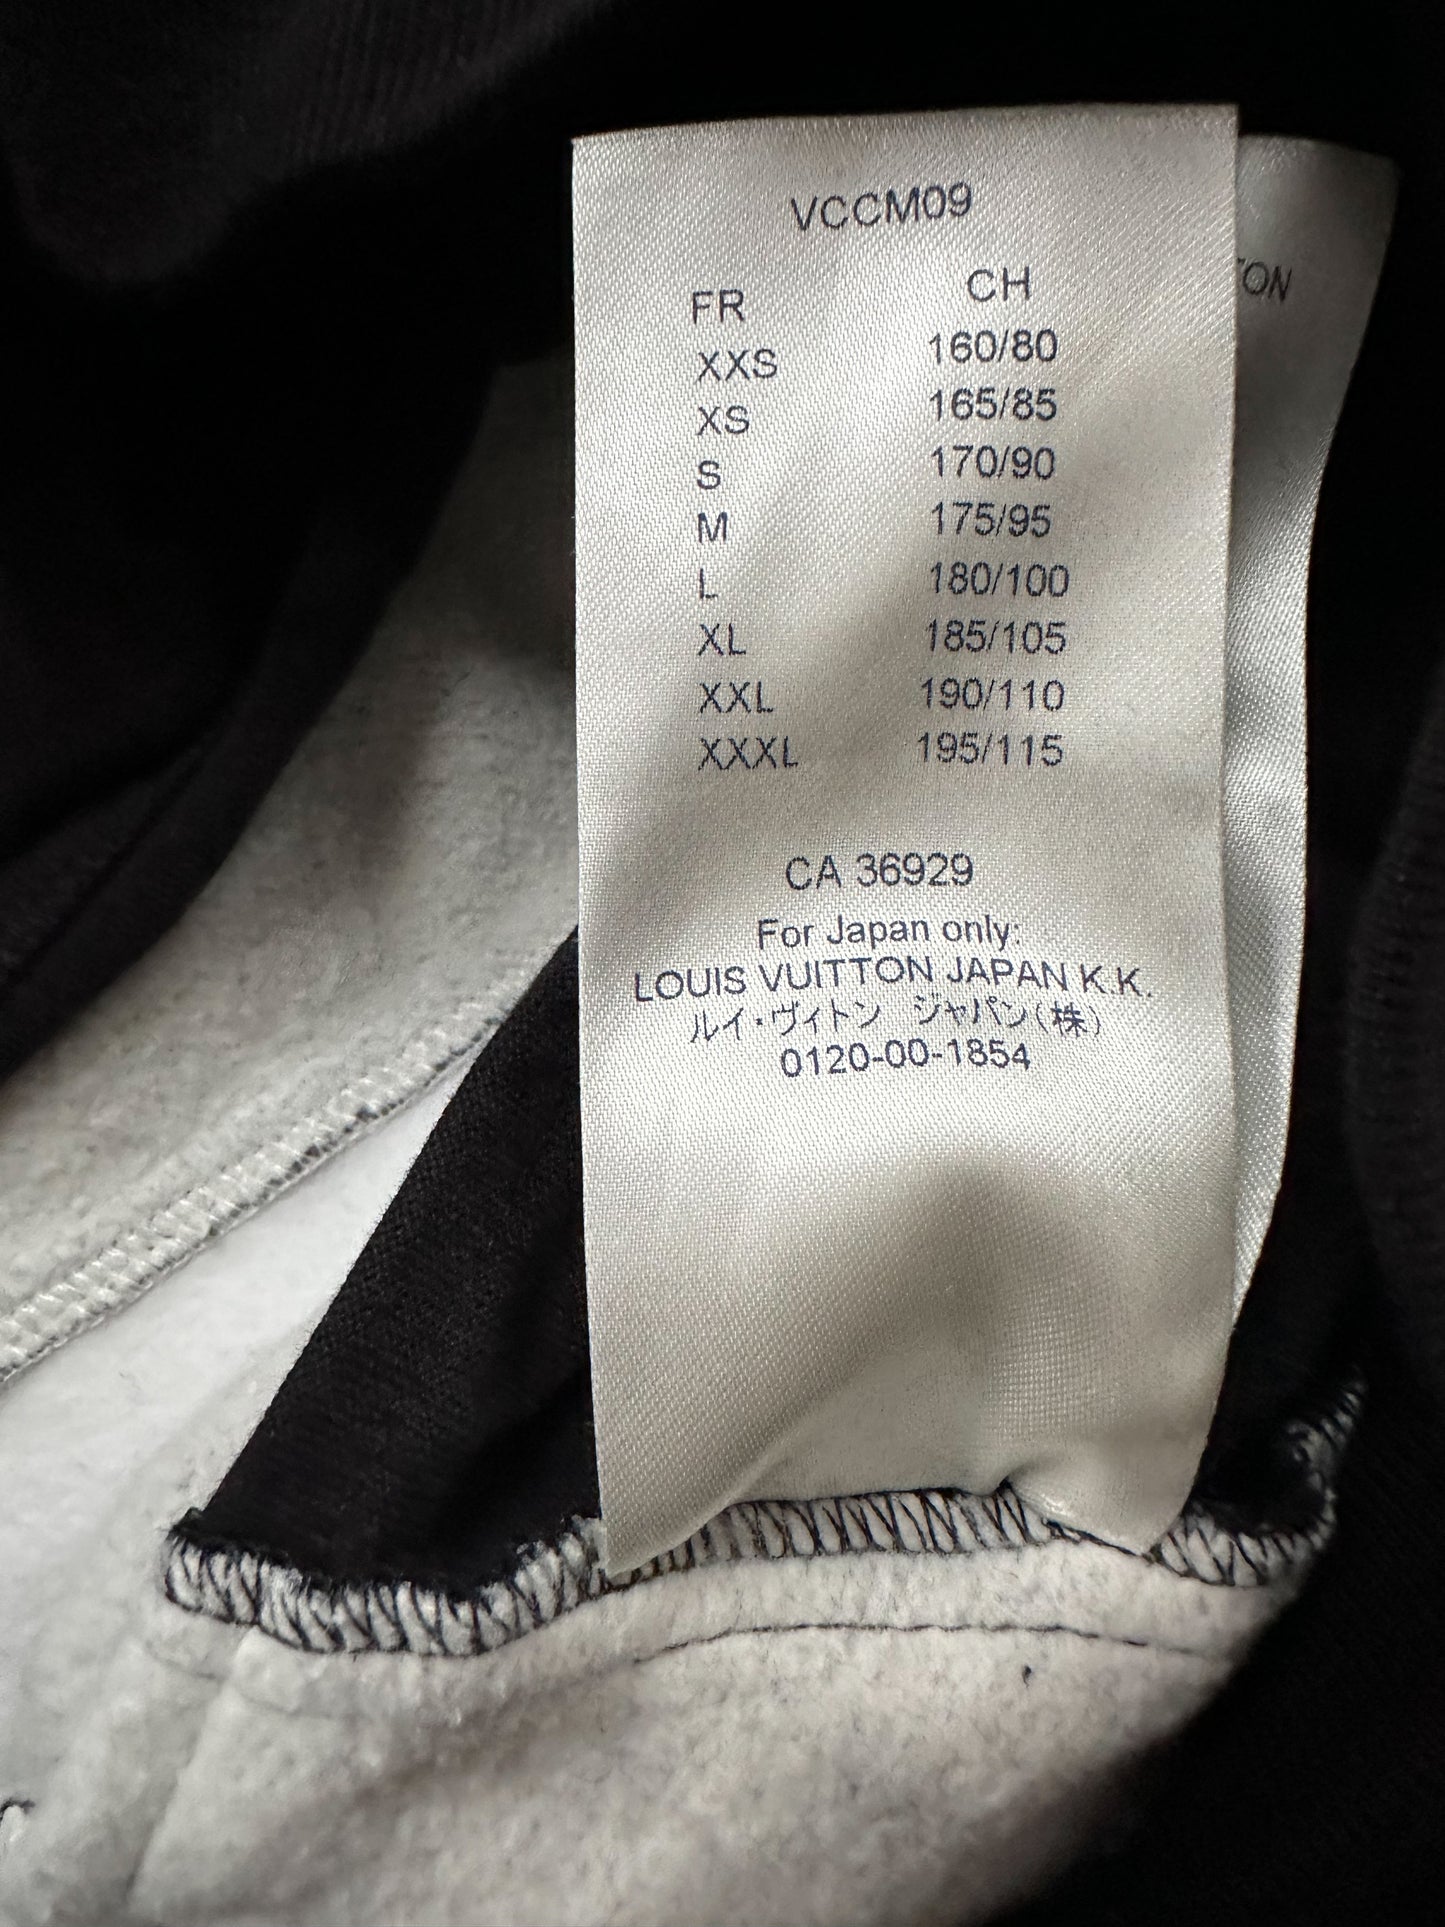 VCCM09
FR CH
XXS 160/80
XS 165/85
S 170/90
M 175/95
L 180/100
XL 185/105
XXL 190/110
XXXL 195/115
CA 36929
For Japan only:
LOUIS VUITTON JAPAN K.K.
ルイ・ヴィトン ジャパン(株)
0120-00-1854